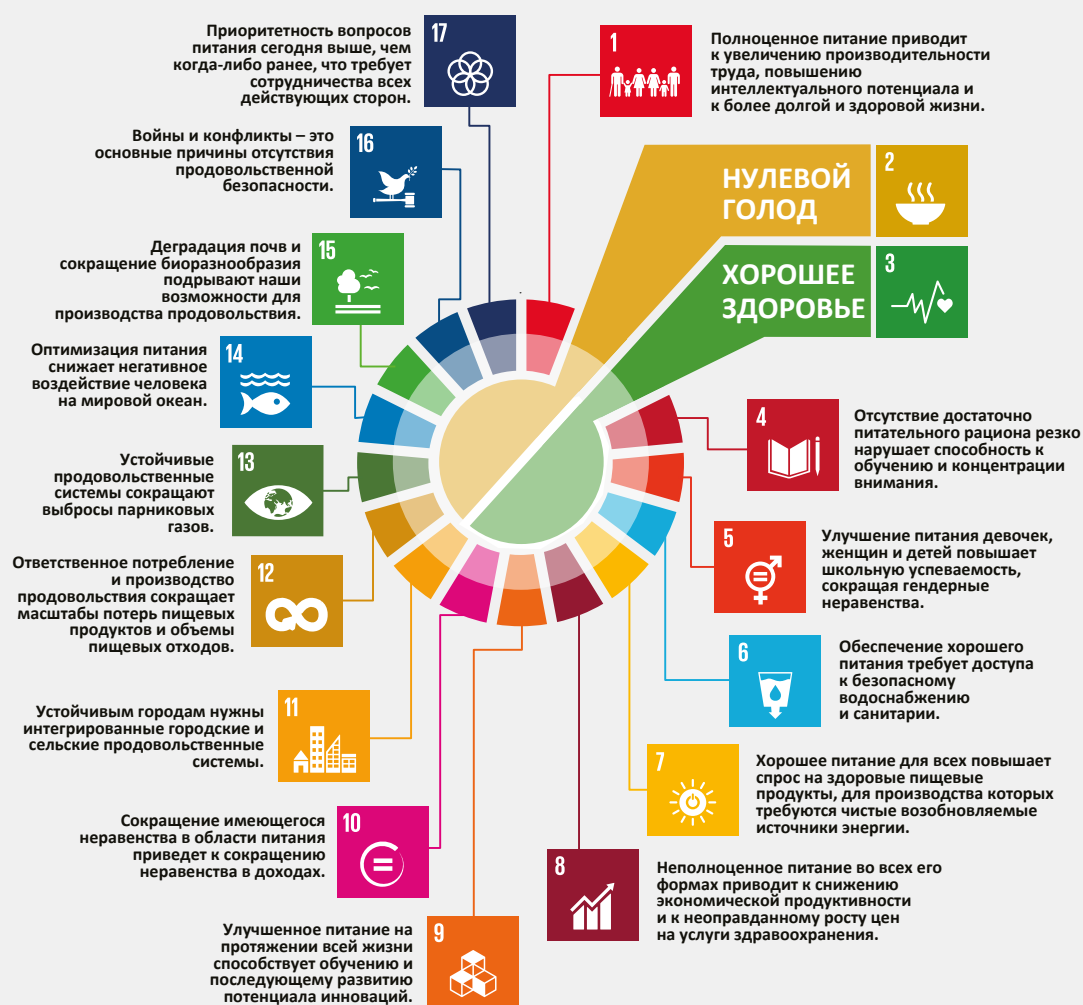 1
Полноценное питание приводит
к увеличению производительности
труда, повышению
интеллектуального потенциала и
к более долгой и здоровой жизни.
2
НУЛЕВОЙ
ГОЛОД
3
ХОРОШЕЕ
ЗДОРОВЬЕ
4
Отсутствие достаточно
питательного рациона резко
нарушает способность к
обучению и концентрации
внимания.
5
Улучшение питания девочек,
женщин и детей повышает
школьную успеваемость,
сокращая гендерные
неравенства.
6
Обеспечение хорошего
питания требует доступа
к безопасному
водоснабжению
и санитарии.
7
Хорошее питание для всех повышает
спрос на здоровые пищевые
продукты, для производства которых
требуются чистые возобновляемые
источники энергии.
8
Неполноценное питание во всех его
формах приводит к снижению
экономической продуктивности
и к неоправданному росту цен
на услуги здравоохранения.
9
Улучшенное питание на
протяжении всей жизни
способствует обучению и
последующему развитию
потенциала инноваций.
10
Сокращение имеющегося
неравенства в области питания
приведет к сокращению
неравенства в доходах.
11
Устойчивым городам нужны
интегрированные городские и
сельские продовольственные
системы.
12
Ответственное потребление
и производство
продовольствия сокращает
масштабы потерь пищевых
продуктов и объемы
пищевых отходов.
13
Устойчивые
продовольственные
системы сокращают
выбросы парниковых
газов.
14
Оптимизация питания
снижает негативное
воздействие человека
на мировой океан.
15
Деградация почв и
сокращение биоразнообразия
подрывают наши
возможности для
производства продовольствия.
16
Войны и конфликты – это
основные причины отсутствия
продовольственной
безопасности.
17
Приоритетность вопросов
питания сегодня выше, чем
когда-либо ранее, что требует
сотрудничества всех
действующих сторон.